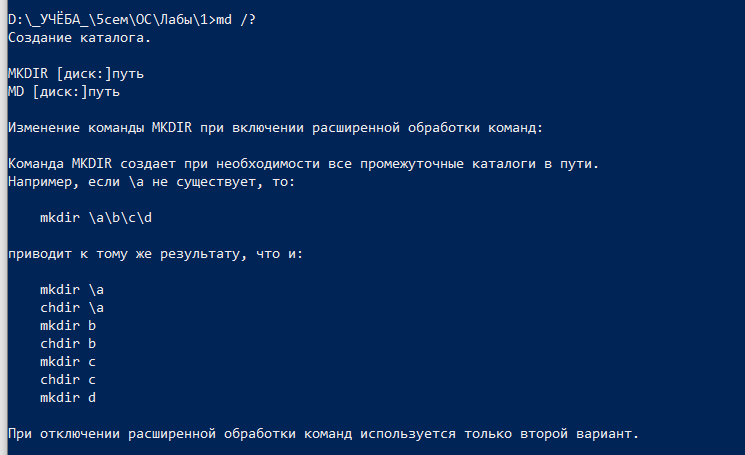 D:\_УЧЁБА_\5сем\ОС\Лабы\1>md /?
Создание каталога.
MKDIR [диск:]путь
MD [диск:]путь
Изменение команды MKDIR при включении расширенной обработки команд:
Команда MKDIR создает при необходимости все промежуточные каталоги в пути.
Например, если \a не существует, то:
mkdir \a\b\c\d
приводит к тому же результату, что и:
mkdir \a
chdir \a
mkdir b
chdir b
mkdir c
chdir c
mkdir d
При отключении расширенной обработки команд используется только второй вариант.